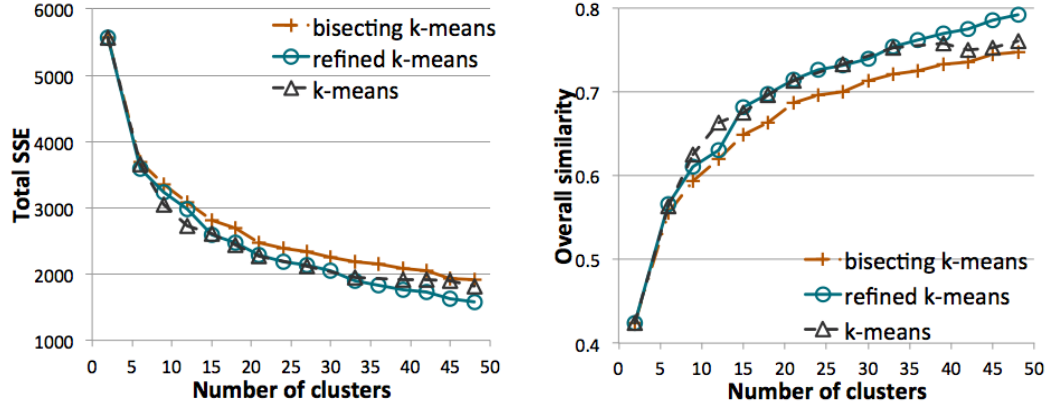 6000
5000
4000
3000
2000
1000
Total SSE
bisecting k-means
refined k-means
k-means
0 5 10 15 20 25 30 35 40 45 50
Number of clusters
0.8
0.7
0.6
0.5
0.4
Overall similarity
bisecting k-means
refined k-means
k-means
0 5 10 15 20 25 30 35 40 45 50
Number of clusters